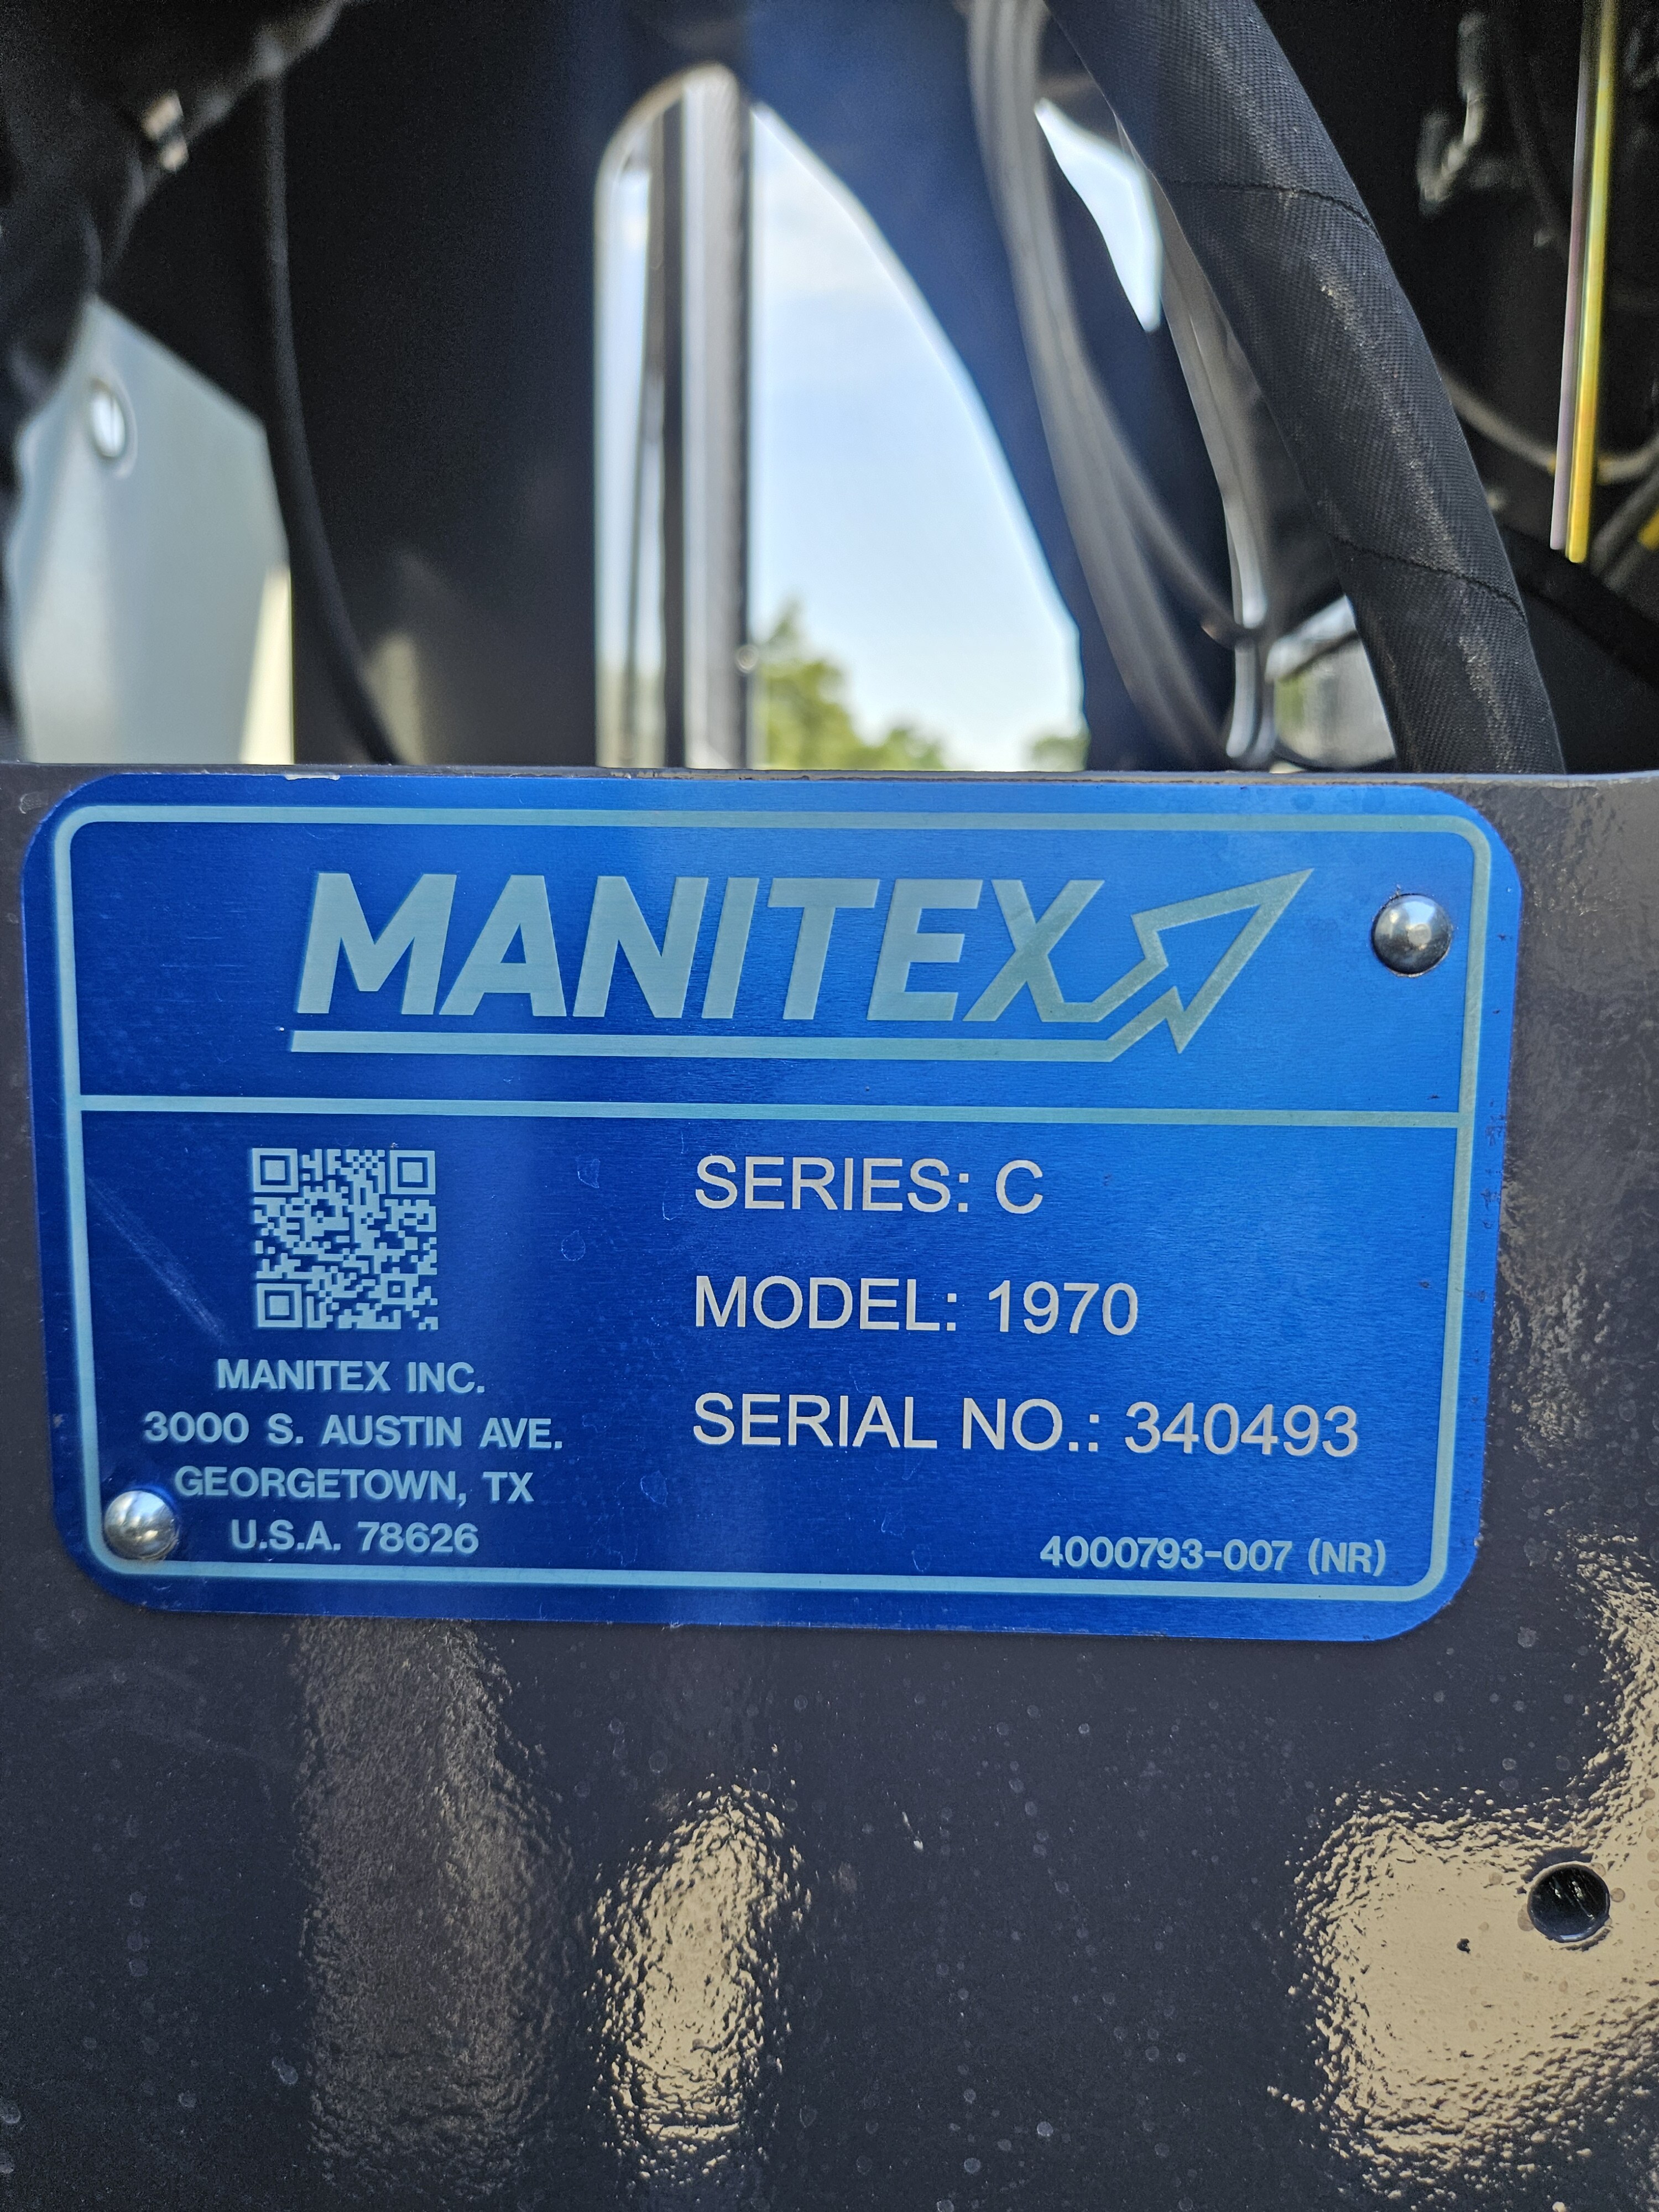 MANITEX
SERIES: C
MODEL: 1970
SERIAL NO.: 340493
MANITEX INC.
3000 S. AUSTIN AVE.
GEORGETOWN, TX
U.S.A. 78626
4000793-007 (NR)